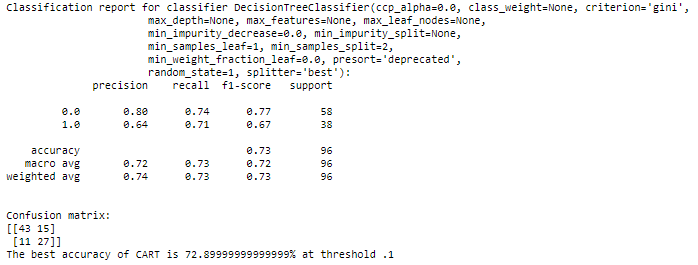 Classification report for classifier DecisionTreeClassifier(ccp_alpha=0.0, class_weight=None, criterion='gini',
max_depth=None, max_features=None, max_leaf_nodes=None,
min_impurity_decrease=0.0, min_impurity_split=None,
min_samples_leaf=1, min_samples_split=2,
min_weight_fraction_leaf=0.0, presort='deprecated',
random_state=1, splitter='best'):
precision recall f1-score support
0.0 0.80 0.74 0.77 58
1.0 0.64 0.71 0.67 38
accuracy 0.73 96
macro avg 0.72 0.73 0.72 96
weighted avg 0.74 0.73 0.73 96
Confusion matrix:
[[43 15]
[11 27]]
The best accuracy of CART is 72.89999999999999% at threshold .1